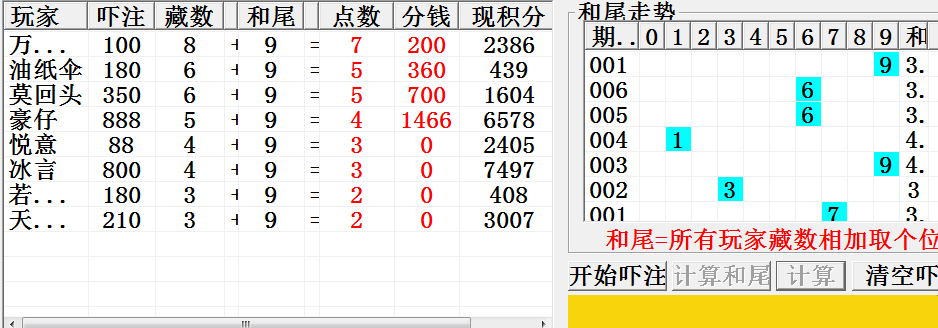 玩家 吓注 藏数 和尾 点数 分钱 现积分
万... 100 8 + 9 = 7 200 2386
油纸伞 180 6 + 9 = 5 360 439
莫回头 350 6 + 9 = 5 700 1604
豪仔 888 5 + 9 = 4 1466 6578
悦意 88 4 + 9 = 3 0 2405
冰言 800 4 + 9 = 3 0 7497
若... 180 3 + 9 = 2 0 408
天... 210 3 + 9 = 2 0 3007
和尾走势
期.. 0 1 2 3 4 5 6 7 8 9 和
001 9 3.
006 6 3.
005 6 3.
004 1 4.
003 9 4.
002 3 3
001 7 3.
和尾=所有玩家藏数相加取个位
开始吓注 计算和尾 计算 清空吓